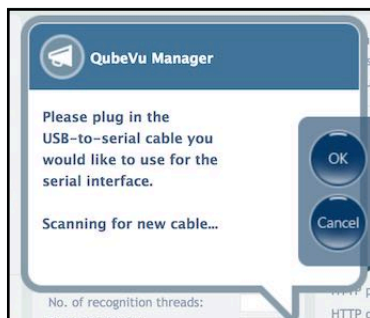 QubeVu Manager
Please plug in the
USB-to-serial cable you
would like to use for the
serial interface.
OK
Scanning for new cable...
Cancel
No. of recognition threads:
HTTP